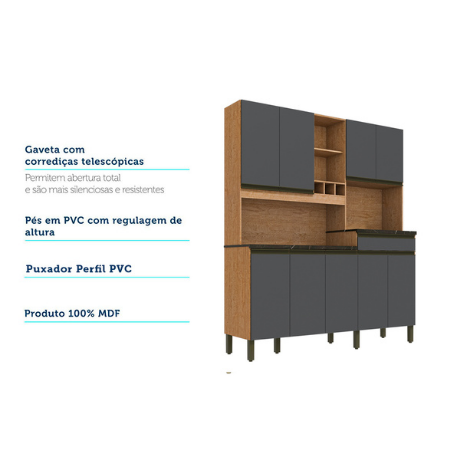 Gaveta com
corrediças telescópicas
Permitem abertura total
e são mais silenciosas e resistentes
Pés em PVC com regulagem de
altura
Puxador Perfil PVC
Produto 100% MDF